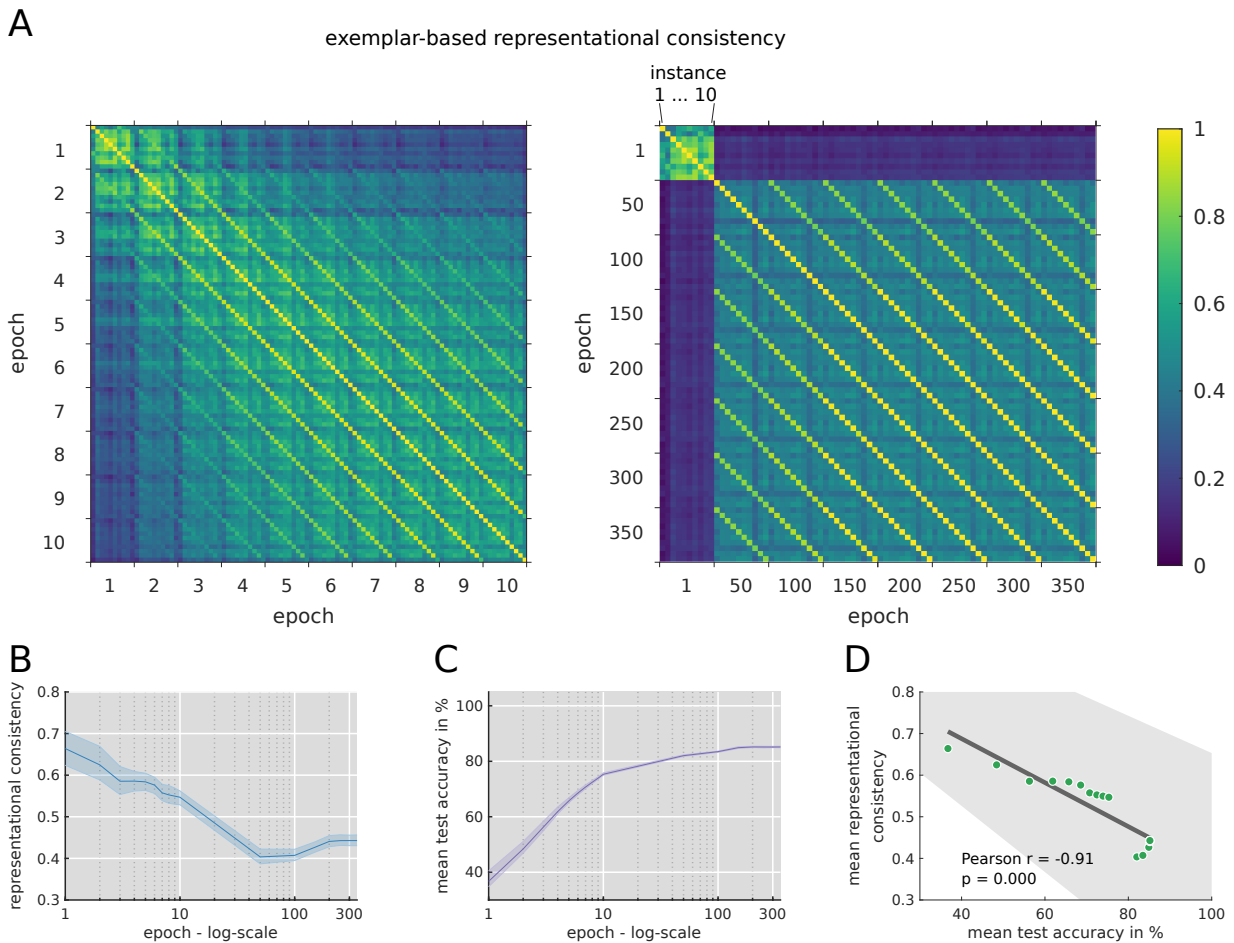 A
exemplar-based representational consistency
instance
1 ... 10
epoch
1
2
3
4
5
6
7
8
9
10
1 2 3 4 5 6 7 8 9 10
epoch
epoch
1
50
100
150
200
250
300
350
1 50 100 150 200 250 300 350
epoch
1
0.8
0.6
0.4
0.2
0
B
representational consistency
0.8
0.7
0.6
0.5
0.4
0.3
1 10 100 300
epoch - log-scale
C
mean test accuracy in %
100
80
60
40
1 10 100 300
epoch - log-scale
D
mean representational
consistency
0.8
0.7
0.6
0.5
0.4
0.3
Pearson r = -0.91
p = 0.000
40 60 80 100
mean test accuracy in %